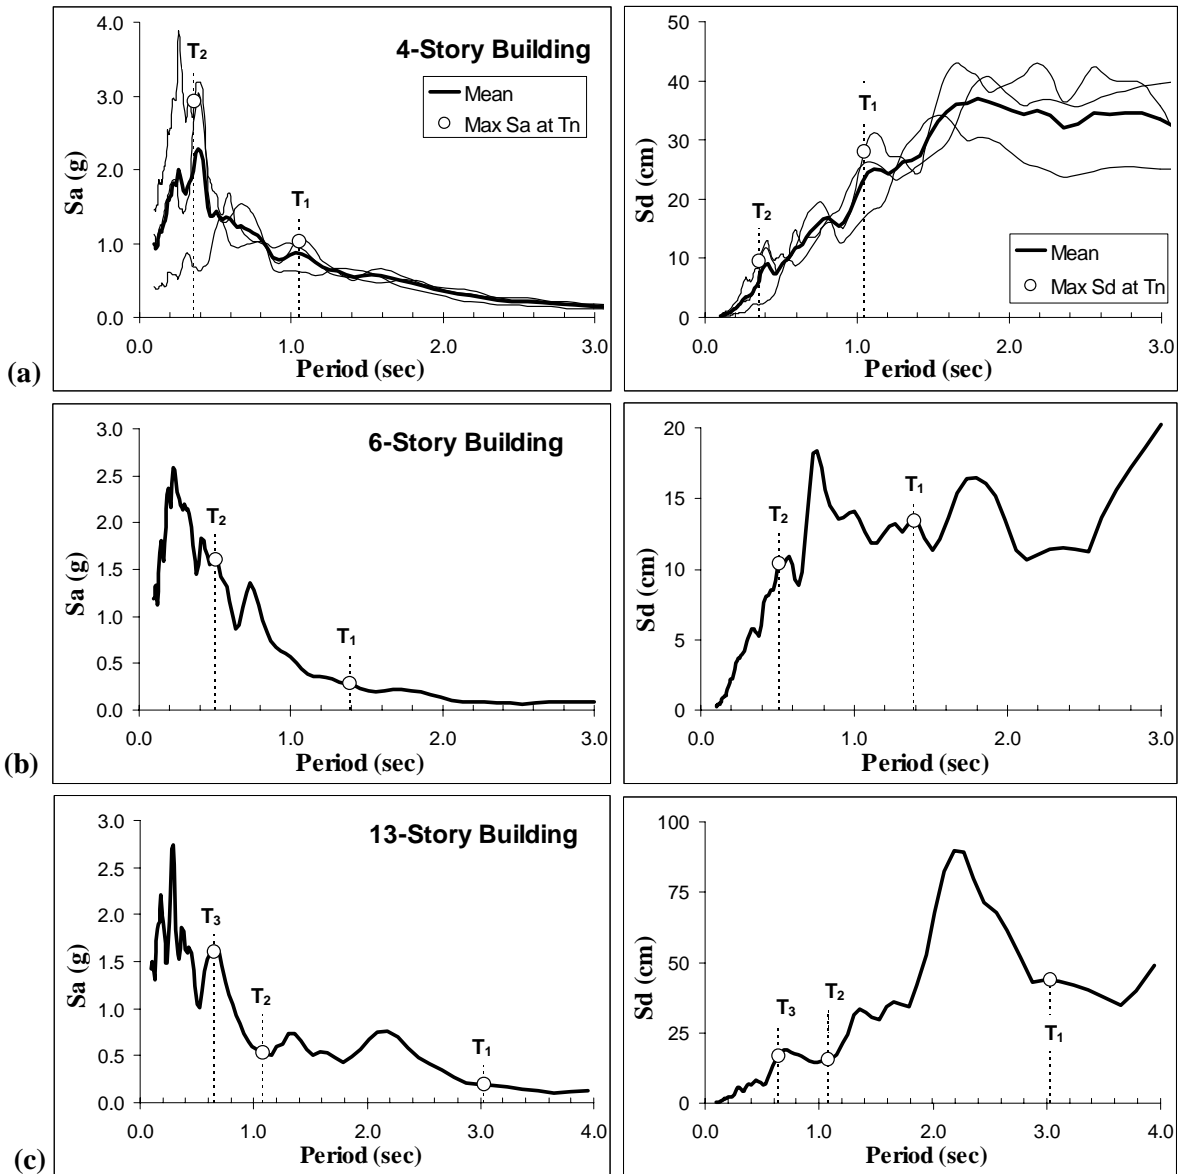 4-Story Building
Mean
Max Sa at Tn
T2
T1
Sa (g)
4.0
3.0
2.0
1.0
0.0
0.0 1.0 2.0 3.0
Period (sec)
Sd (cm)
50
40
30
20
10
0
T2
T1
Mean
Max Sd at Tn
0.0 1.0 2.0 3.0
Period (sec)
(a)
6-Story Building
Sa (g)
3.0
2.5
2.0
1.5
1.0
0.5
0.0
T2
T1
0.0 1.0 2.0 3.0
Period (sec)
Sd (cm)
20
15
10
5
0
T2
T1
0.0 1.0 2.0 3.0
Period (sec)
(b)
13-Story Building
Sa (g)
3.0
2.5
2.0
1.5
1.0
0.5
0.0
T3
T2
T1
0.0 1.0 2.0 3.0 4.0
Period (sec)
Sd (cm)
100
75
50
25
0
T3
T2
T1
0.0 1.0 2.0 3.0 4.0
Period (sec)
(c)